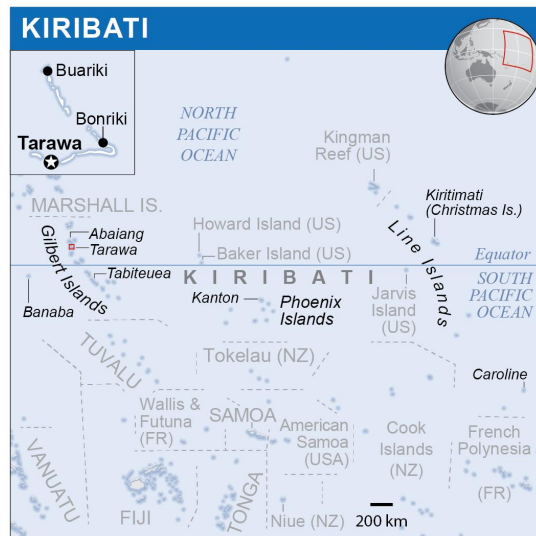 KIRIBATI
Buariki
Bonriki
Tarawa
NORTH
PACIFIC
OCEAN
Kingman
Reef (US)
MARSHALL IS.
Kiritimati
(Christmas Is.)
Howard Island (US)
Abaiang
Tarawa
Gilbert Islands
Baker Island (US)
Line Islands
Equator
Tabiteuea
KIRIBATI
SOUTH
PACIFIC
OCEAN
Banaba
Kanton
Phoenix
Islands
Jarvis
Island
(US)
TUVALU
Tokelau (NZ)
Caroline
Wallis &
Futuna
(FR)
SAMOA
American
Samoa
(USA)
Cook
Islands
(NZ)
French
Polynesia
(FR)
VANUATU
FIJI
TONGA
Niue (NZ)
200 km